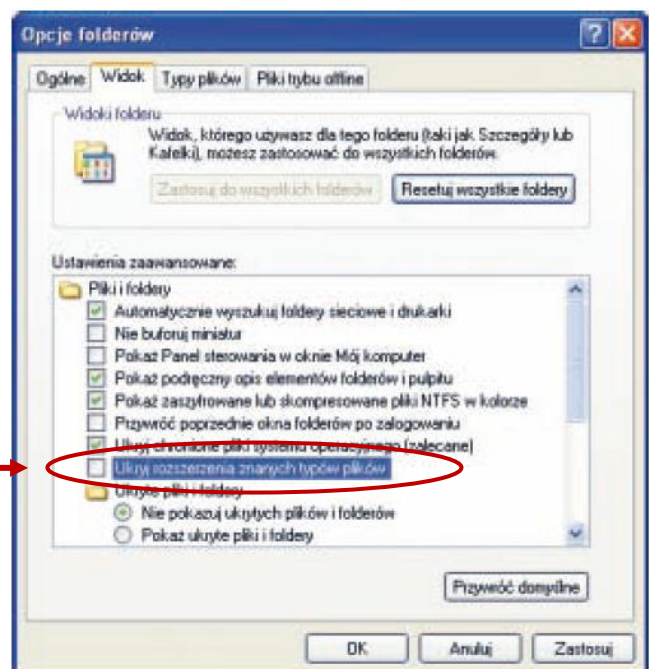 Opcje folderów
Ogólne Widok Typy plików Pliki trybu offline
Widoki folderu
Widok, którego używasz dla tego folderu (taki jak Szczegóły lub
Kafelki), możesz zastosować do wszystkich folderów.
Zastosuj do wszystkich folderów Resetuj wszystkie foldery
Ustawienia zaawansowane:
Pliki i foldery
Automatycznie wyszukuj foldery sieciowe i drukarki
Nie buforuj miniatur
Pokaż Panel sterowania w oknie Mój komputer
Pokaż podręczny opis elementów folderów i pulpitu
Pokaż zaszyfrowane lub skompresowane pliki NTFS w kolorze
Przywróć poprzednie okna folderów po zalogowaniu
Ukryj chronione pliki systemu operacyjnego (zalecane)
Ukryj rozszerzenia znanych typów plików
Ukryte pliki i foldery
Nie pokazuj ukrytych plików i folderów
Pokaż ukryte pliki i foldery
Przywróć domyślne
OK Anuluj Zastosuj